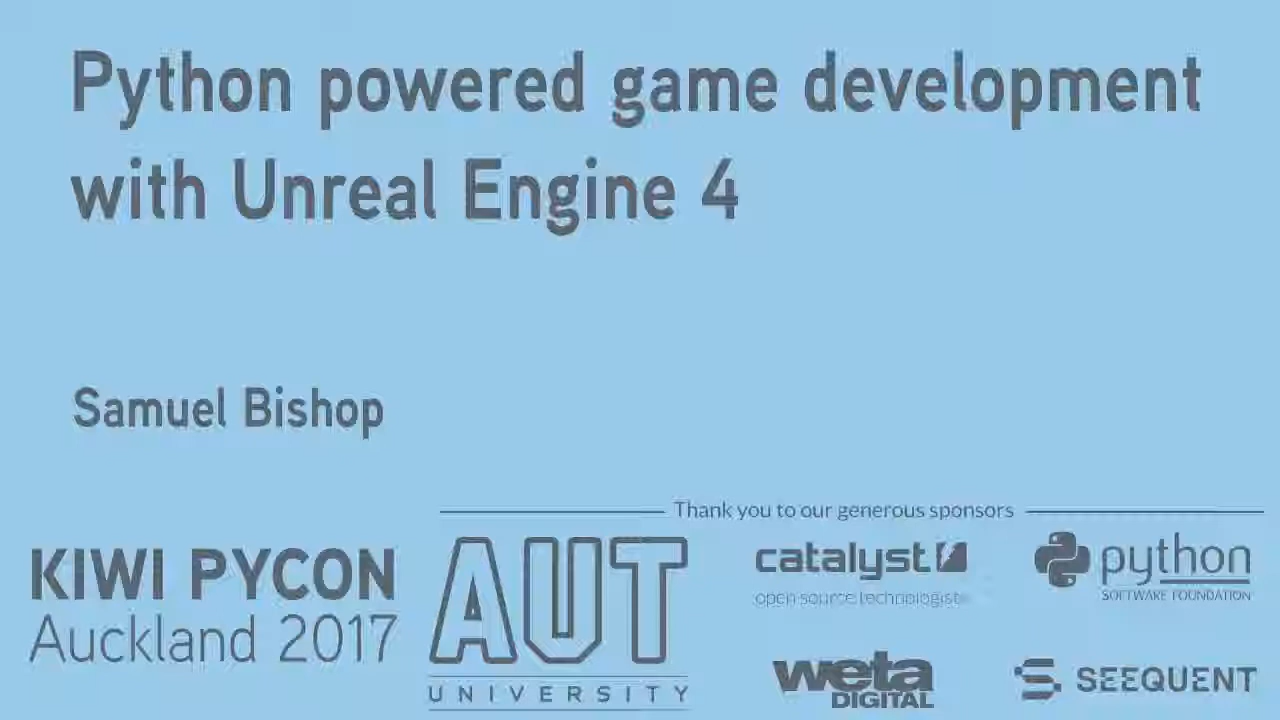 Python powered game development
with Unreal Engine 4
Samuel Bishop
Thank you to our generous sponsors
KIWI PYCON
Auckland 2017
AUT
UNIVERSITY
catalyst
open source technologists
python
SOFTWARE FOUNDATION
weta
DIGITAL
SEEQUENT